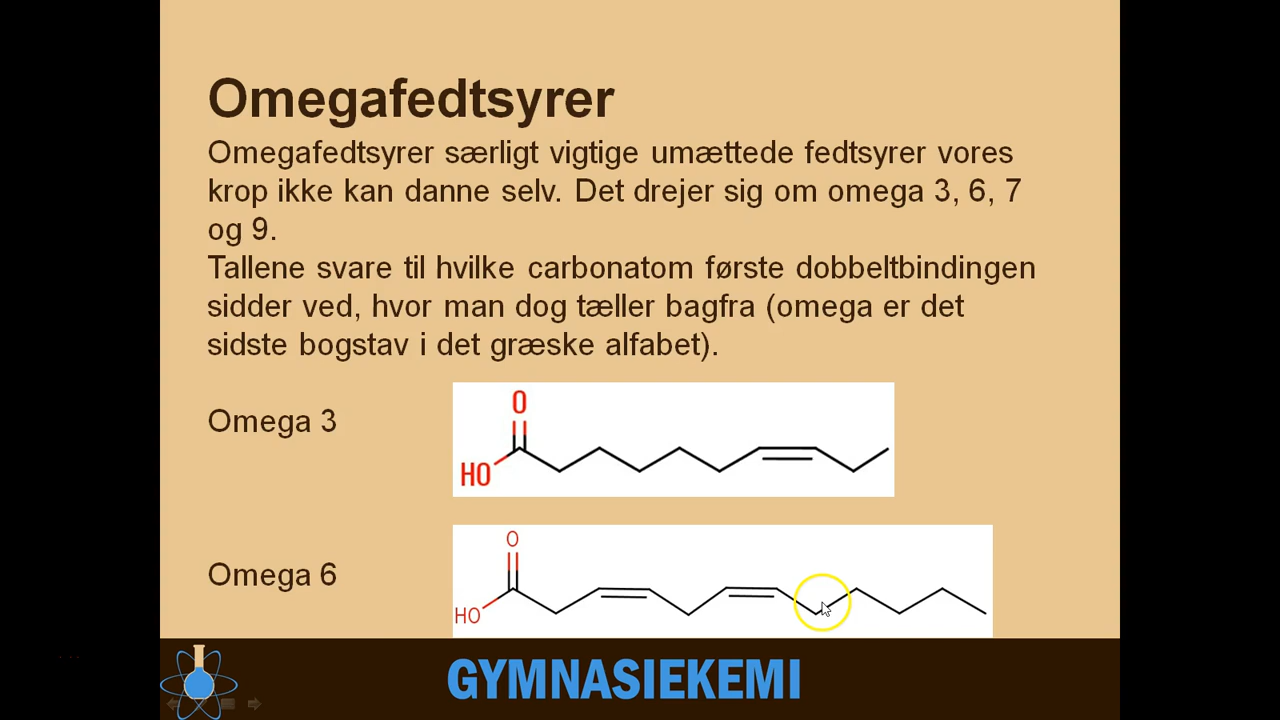 Omegafedtsyrer
Omegafedtsyrer særligt vigtige umættede fedtsyrer vores
krop ikke kan danne selv. Det drejer sig om omega 3, 6, 7
og 9.
Tallene svare til hvilke carbonatom første dobbeltbindingen
sidder ved, hvor man dog tæller bagfra (omega er det
sidste bogstav i det græske alfabet).
Omega 3
O
HO
Omega 6
O
HO
GYMNASIEKEMI